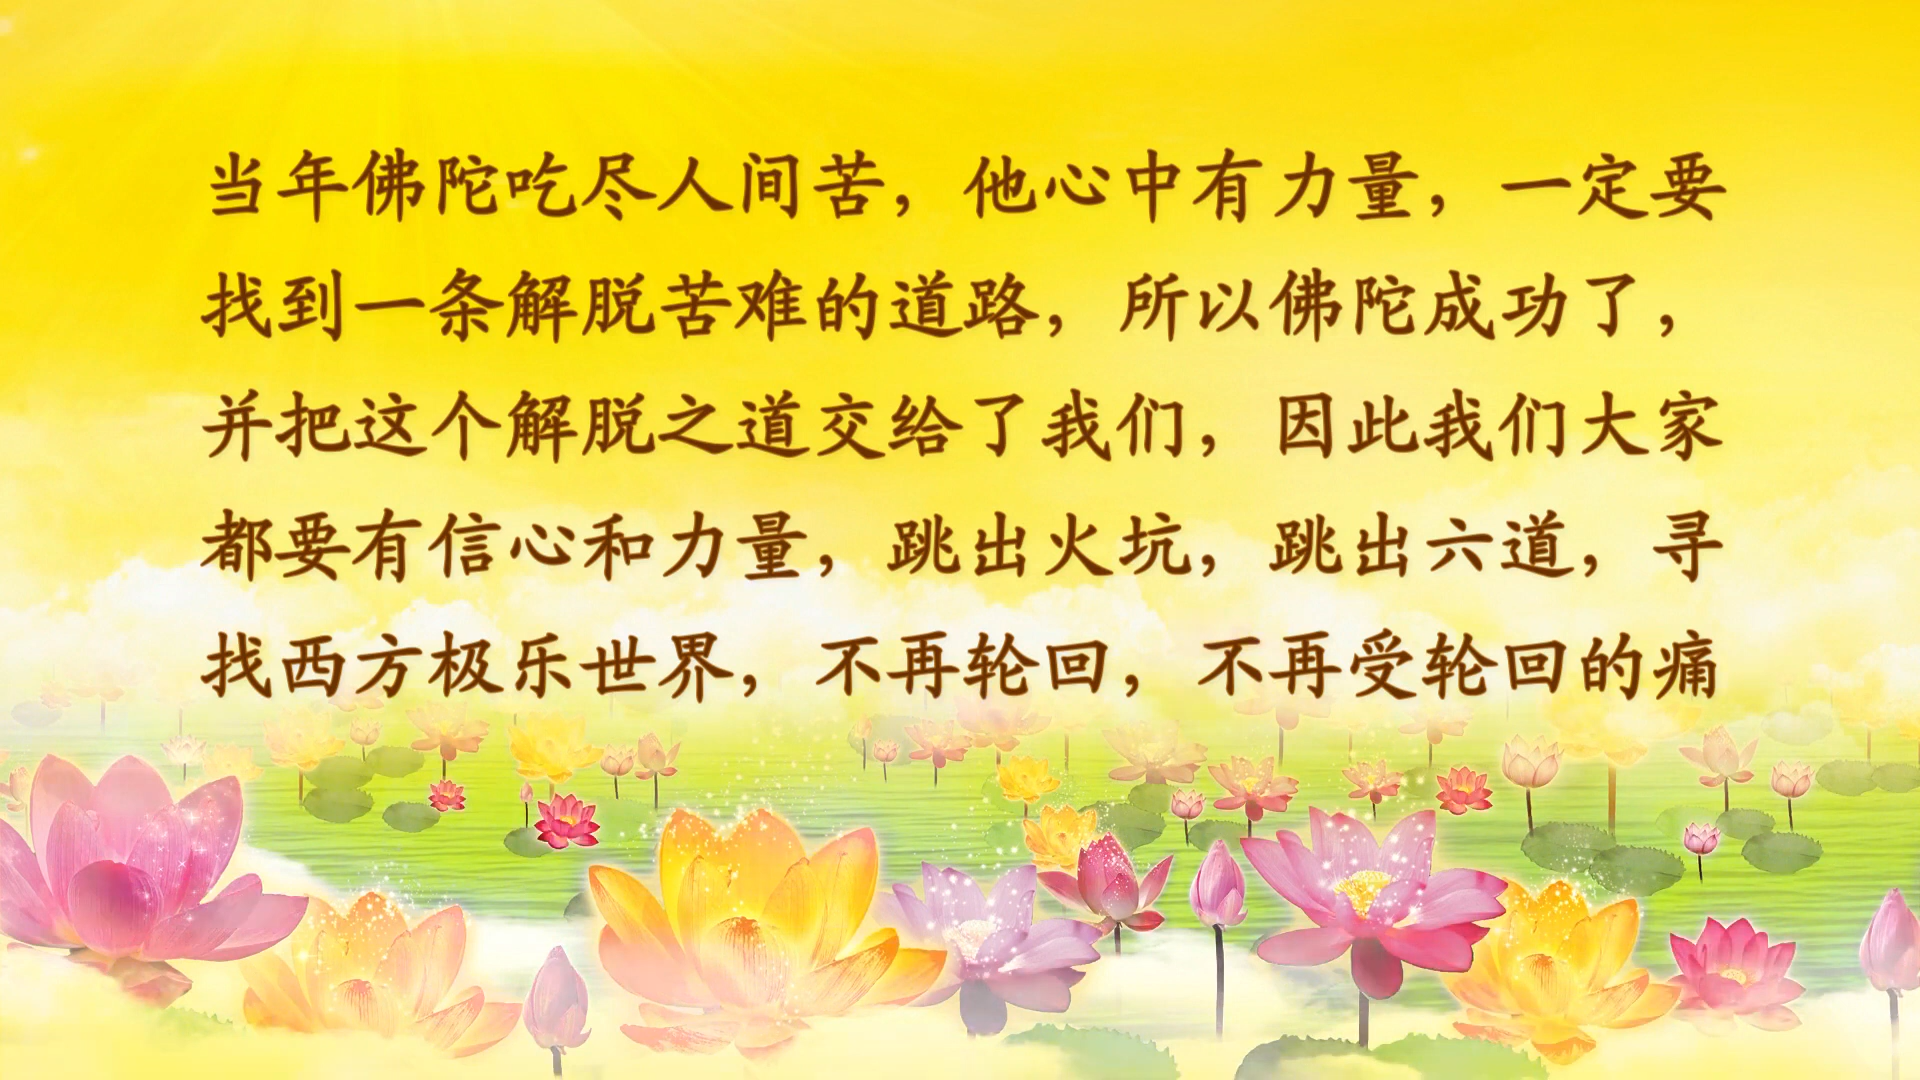 当年佛陀吃尽人间苦，他心中有力量，一定要
找到一条解脱苦难的道路，所以佛陀成功了，
并把这个解脱之道交给了我们，因此我们大家
都要有信心和力量，跳出火坑，跳出六道，寻
找西方极乐世界，不再轮回，不再受轮回的痛